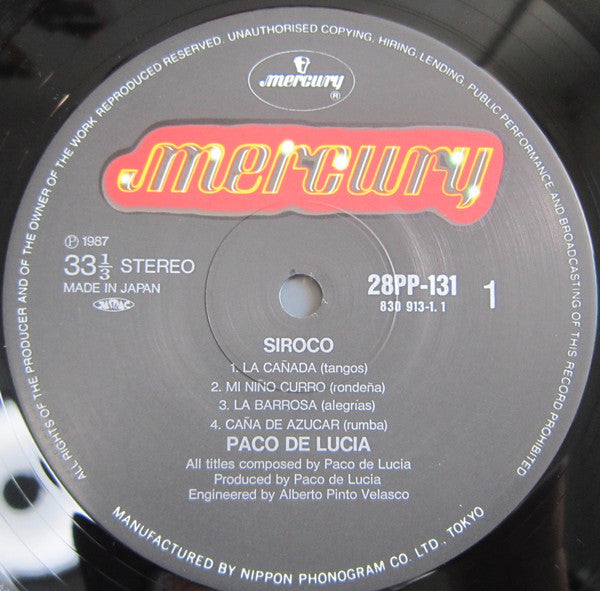 ALL RIGHTS OF THE PRODUCER AND OF THE OWNER OF THE WORK REPRODUCED RESERVED. UNAUTHORISED COPYING, HIRING, LENDING, PUBLIC PERFORMANCE AND BROADCASTING OF THIS RECORD PROHIBITED
mercury
®
mercury
℗ 1987
33 1/3 STEREO
MADE IN JAPAN
28PP-131 1
830 913-1. 1
SIROCO
1. LA CAÑADA (tangos)
2. MI NIÑO CURRO (rondeña)
3. LA BARROSA (alegrías)
4. CAÑA DE AZUCAR (rumba)
PACO DE LUCIA
All titles composed by Paco de Lucia
Produced by Paco de Lucia
Engineered by Alberto Pinto Velasco
MANUFACTURED BY NIPPON PHONOGRAM CO. LTD., TOKYO